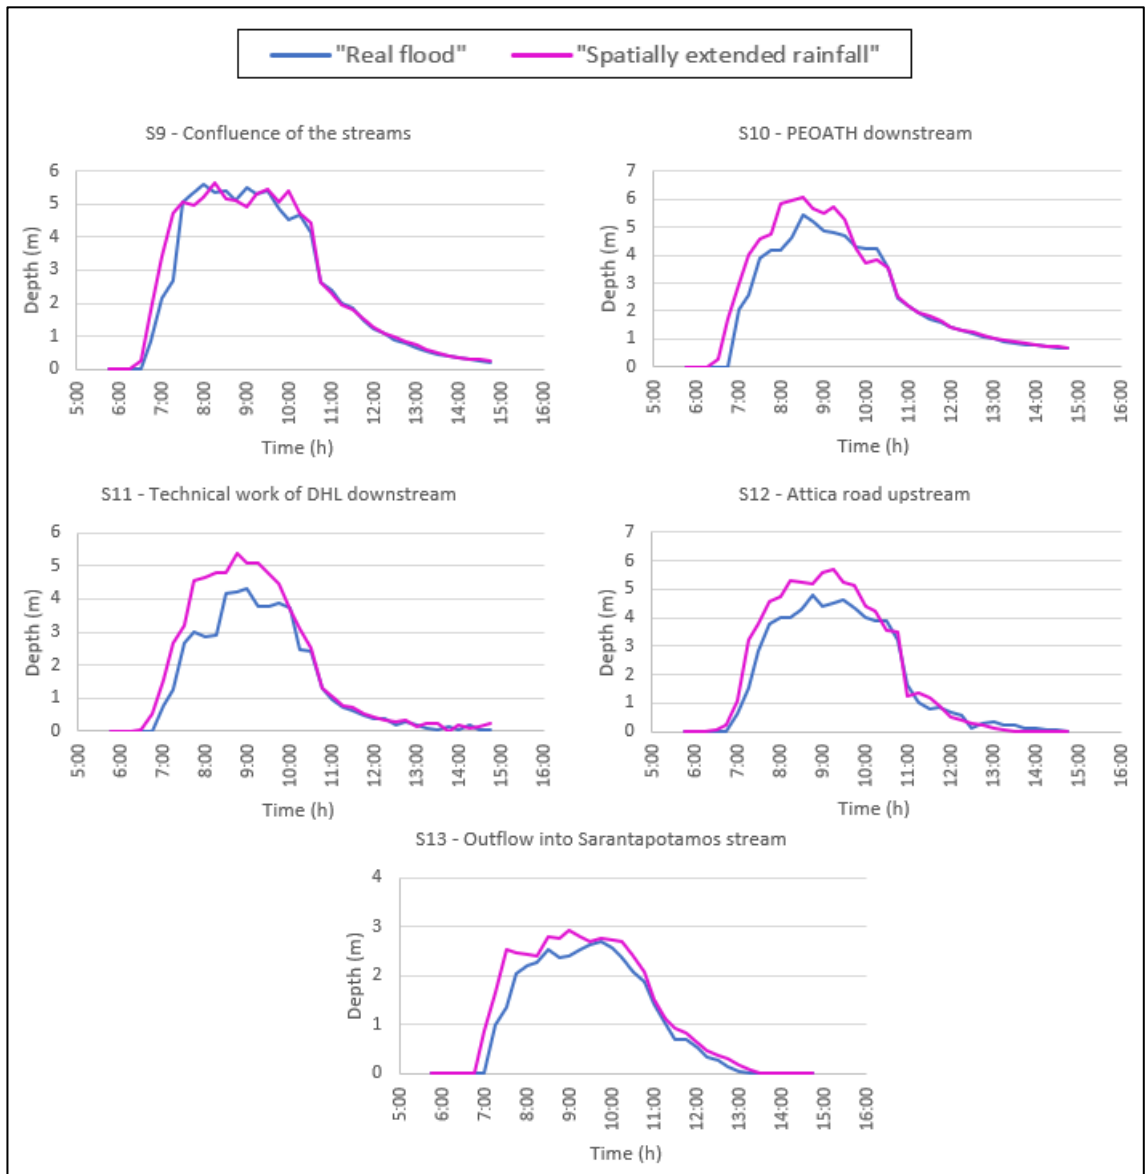 "Real flood" "Spatially extended rainfall"
S9 - Confluence of the streams
Depth (m)
6
5
4
3
2
1
0
5:00 6:00 7:00 8:00 9:00 10:00 11:00 12:00 13:00 14:00 15:00 16:00
Time (h)
S10 - PEOATH downstream
Depth (m)
7
6
5
4
3
2
1
0
5:00 6:00 7:00 8:00 9:00 10:00 11:00 12:00 13:00 14:00 15:00 16:00
Time (h)
S11 - Technical work of DHL downstream
Depth (m)
6
5
4
3
2
1
0
5:00 6:00 7:00 8:00 9:00 10:00 11:00 12:00 13:00 14:00 15:00 16:00
Time (h)
S12 - Attica road upstream
Depth (m)
7
6
5
4
3
2
1
0
5:00 6:00 7:00 8:00 9:00 10:00 11:00 12:00 13:00 14:00 15:00 16:00
Time (h)
S13 - Outflow into Sarantapotamos stream
Depth (m)
4
3
2
1
0
5:00 6:00 7:00 8:00 9:00 10:00 11:00 12:00 13:00 14:00 15:00 16:00
Time (h)